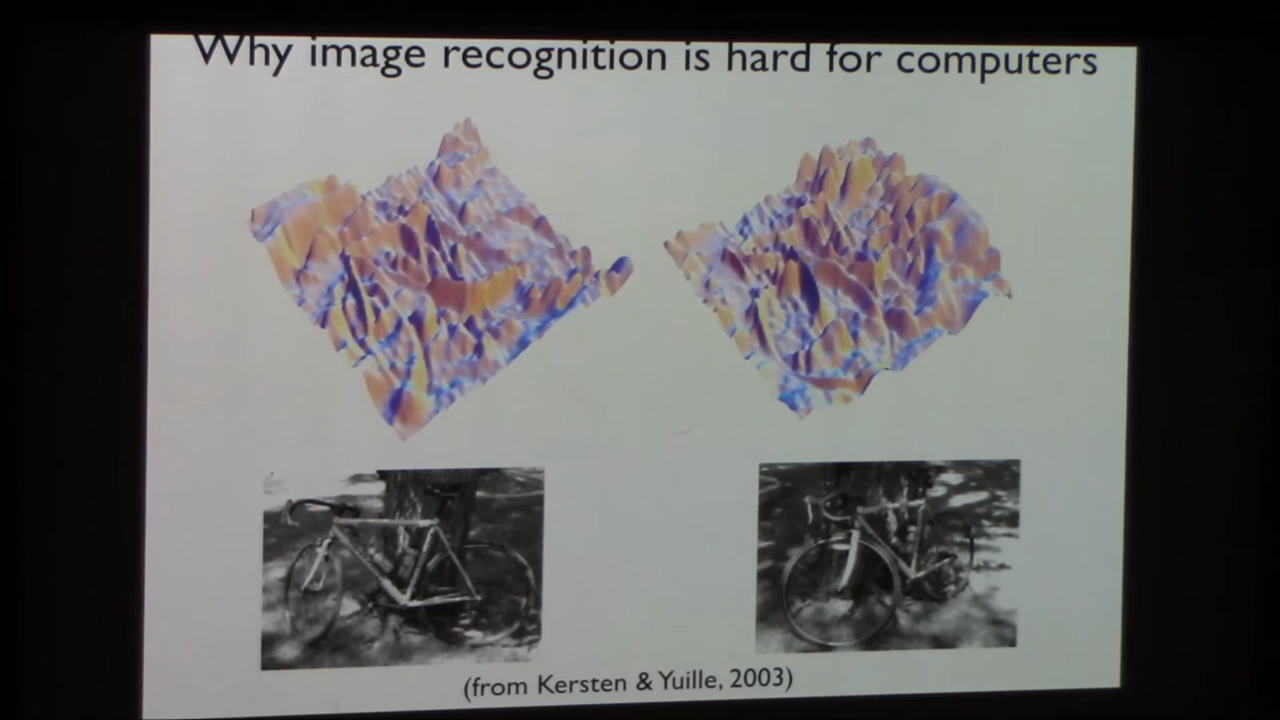 Why image recognition is hard for computers
(from Kersten & Yuille, 2003)